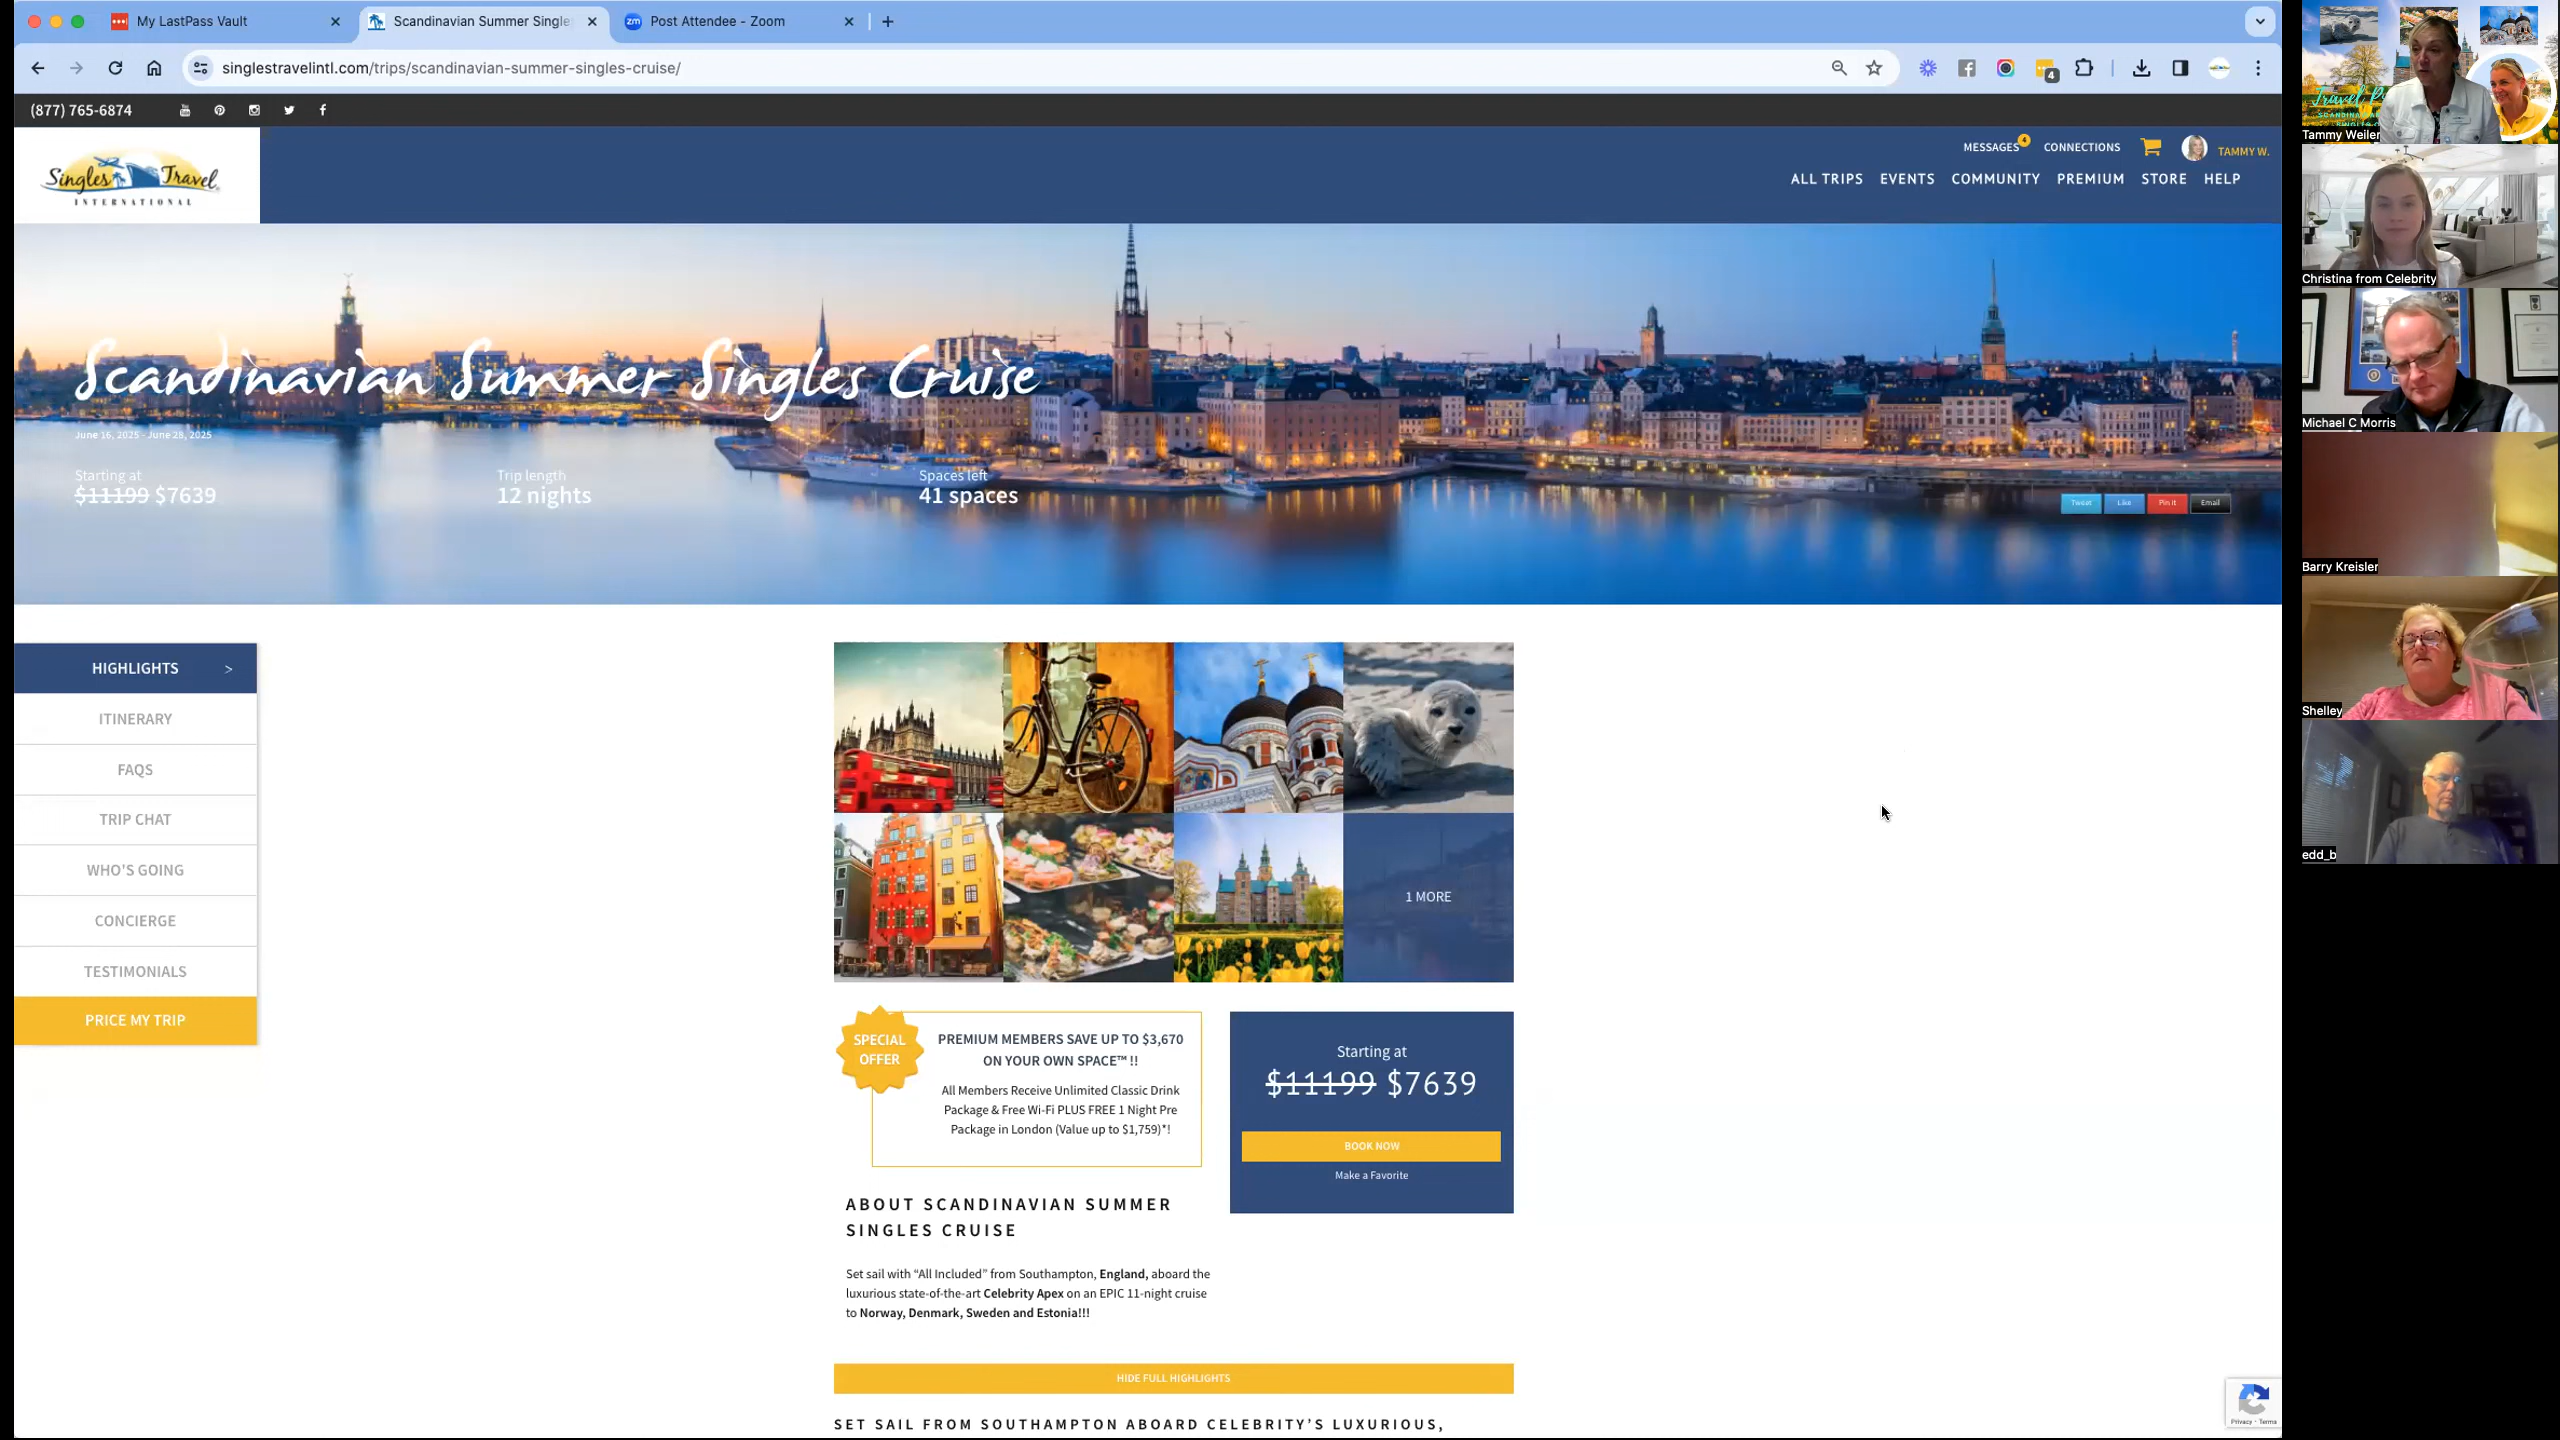 My LastPass Vault
Scandinavian Summer Single
Post Attendee - Zoom
singlestravelintl.com/trips/scandinavian-summer-singles-cruise/
4
(877) 765-6874
Singles Travel
INTERNATIONAL
MESSAGES 4 CONNECTIONS TAMMY W.
ALL TRIPS EVENTS COMMUNITY PREMIUM STORE HELP
Scandinavian Summer Singles Cruise
June 16, 2025 - June 28, 2025
Starting at
$11199 $7639
Trip length
12 nights
Spaces left
41 spaces
Tweet Like Pin it Email
HIGHLIGHTS >
ITINERARY
FAQS
TRIP CHAT
WHO'S GOING
CONCIERGE
TESTIMONIALS
PRICE MY TRIP
1 MORE
SPECIAL
OFFER
PREMIUM MEMBERS SAVE UP TO $3,670
ON YOUR OWN SPACE™ !!
All Members Receive Unlimited Classic Drink
Package & Free Wi-Fi PLUS FREE 1 Night Pre
Package in London (Value up to $1,759)*!
Starting at
$11199 $7639
BOOK NOW
Make a Favorite
ABOUT SCANDINAVIAN SUMMER
SINGLES CRUISE
Set sail with “All Included” from Southampton, England, aboard the
luxurious state-of-the-art Celebrity Apex on an EPIC 11-night cruise
to Norway, Denmark, Sweden and Estonia!!!
HIDE FULL HIGHLIGHTS
SET SAIL FROM SOUTHAMPTON ABOARD CELEBRITY’S LUXURIOUS,
Privacy - Terms
Travel
Tammy Weiler
Christina from Celebrity
Michael C Morris
Barry Kreisler
Shelley
edd_b